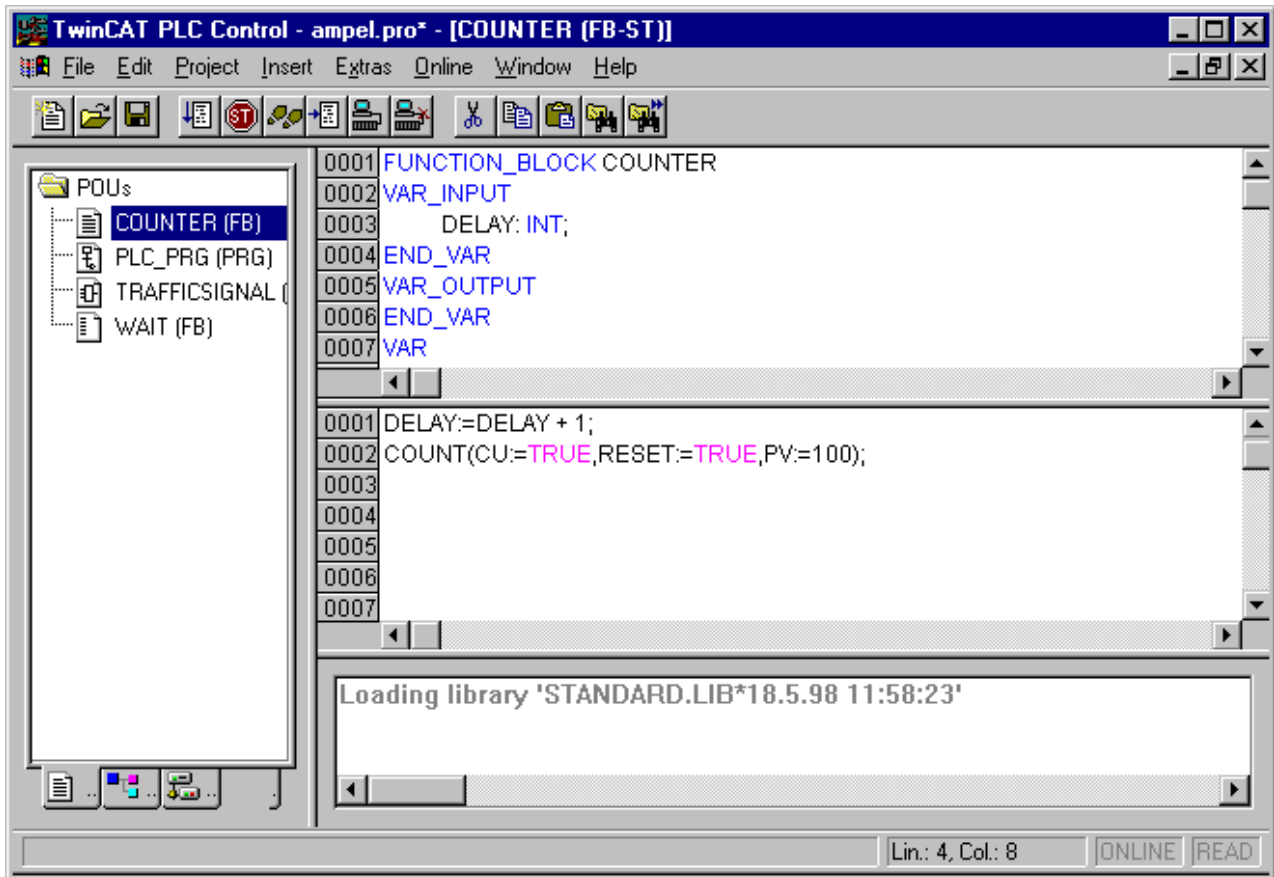 TwinCAT PLC Control - ampel.pro* - [COUNTER (FB-ST)]
File Edit Project Insert Extras Online Window Help
ST
POUs
COUNTER (FB)
PLC_PRG (PRG)
TRAFFICSIGNAL (
WAIT (FB)
0001 FUNCTION_BLOCK COUNTER
0002 VAR_INPUT
0003 DELAY: INT;
0004 END_VAR
0005 VAR_OUTPUT
0006 END_VAR
0007 VAR
0001 DELAY:=DELAY + 1;
0002 COUNT(CU:=TRUE,RESET:=TRUE,PV:=100);
0003
0004
0005
0006
0007
Loading library 'STANDARD.LIB*18.5.98 11:58:23'
.. .. .. .
Lin.: 4, Col.: 8 ONLINE READ